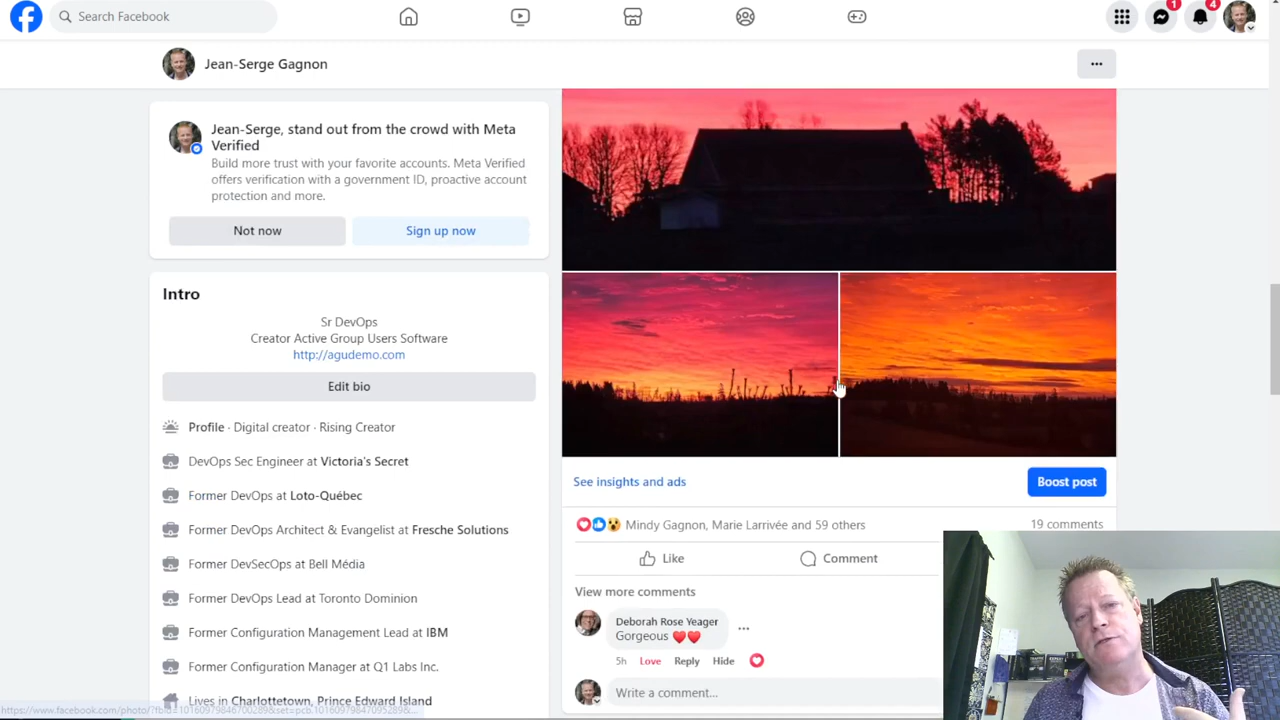 Search Facebook
1
4
Jean-Serge Gagnon
Jean-Serge, stand out from the crowd with Meta
Verified
Build more trust with your favorite accounts. Meta Verified
offers verification with a government ID, proactive account
protection and more.
Not now
Sign up now
Intro
Sr DevOps
Creator Active Group Users Software
http://agudemo.com
Edit bio
Profile · Digital creator · Rising Creator
DevOps Sec Engineer at Victoria's Secret
Former DevOps at Loto-Québec
Former DevOps Architect & Evangelist at Fresche Solutions
Former DevSecOps at Bell Média
Former DevOps Lead at Toronto Dominion
Former Configuration Management Lead at IBM
Former Configuration Manager at Q1 Labs Inc.
Lives in Charlottetown, Prince Edward Island
See insights and ads
Boost post
Mindy Gagnon, Marie Larrivée and 59 others
19 comments
Like
Comment
View more comments
Deborah Rose Yeager
Gorgeous ❤️❤️
5h
Love
Reply
Hide
Write a comment...